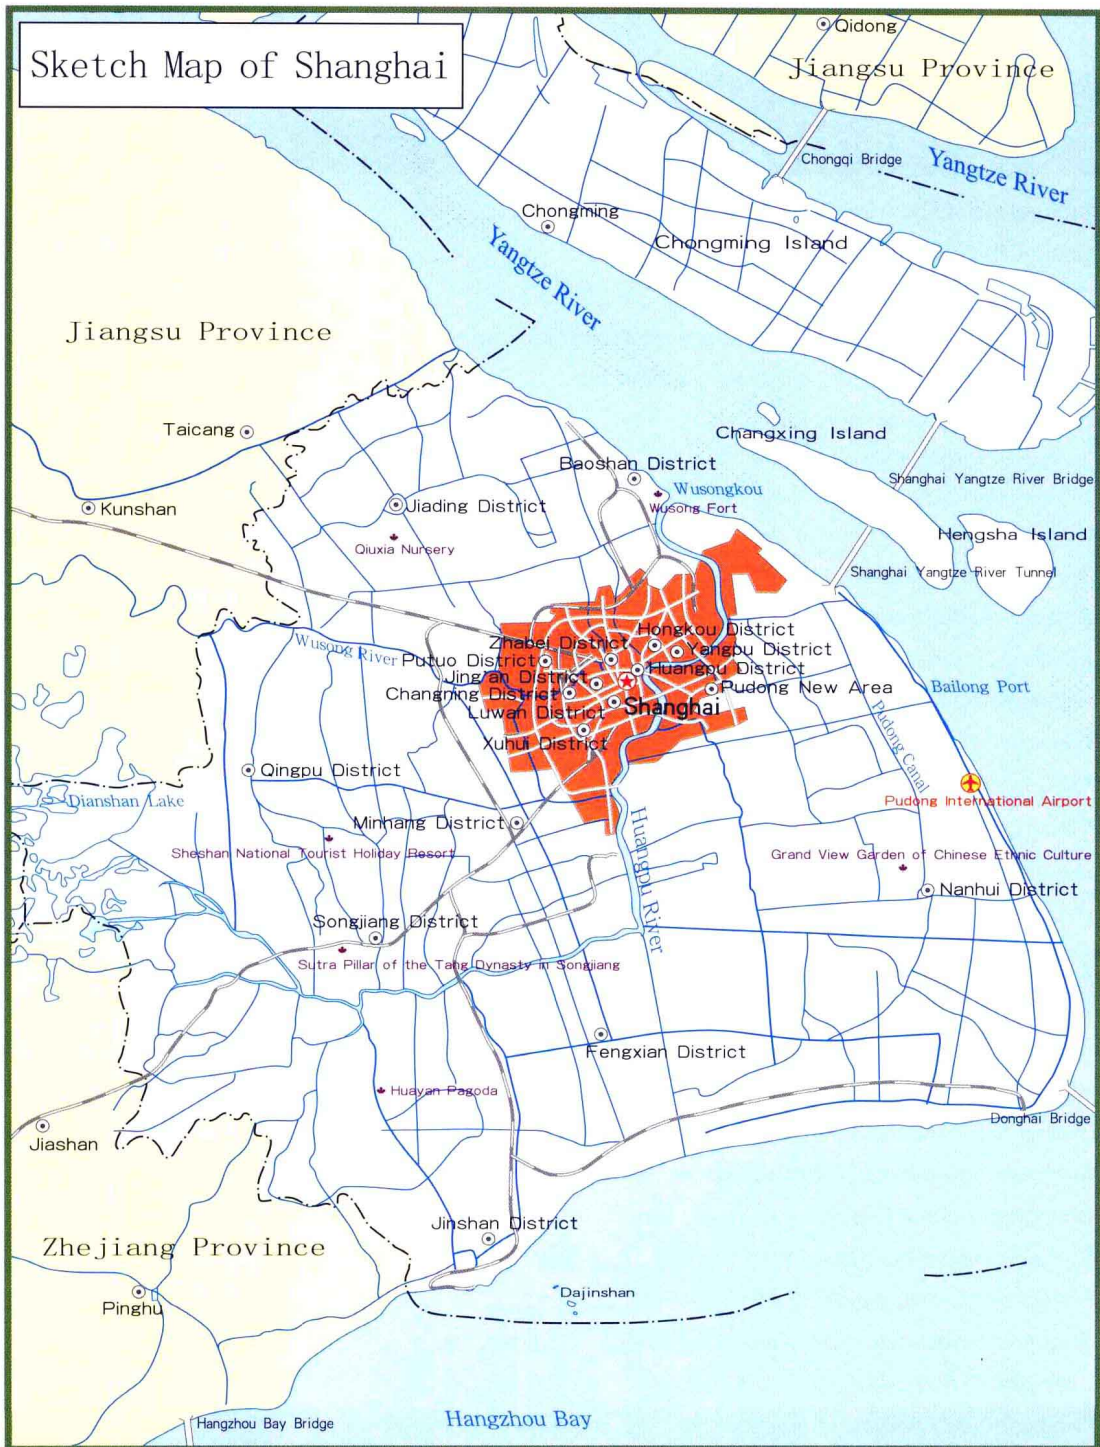 Qidong
Sketch Map of Shanghai
Jiangsu Province
Chongqi Bridge
Yangtze River
Chongming
Chongming Island
Yangtze River
Jiangsu Province
Taicang
Changxing Island
Baoshan District
Shanghai Yangtze River Bridge
Wusongkou
Kunshan
Jiading District
Wusong Fort
Hengsha Island
Qiuxia Nursery
Shanghai Yangtze River Tunnel
Hongkou District
Zhabei District
Wusong River
Yangpu District
Putuo District
Huangpu District
Jing'an District
Pudong New Area
Bailong Port
Changning District
Shanghai
Luwan District
Xuhui District
Pudong Canal
Qingpu District
Dianshan Lake
Pudong International Airport
Minhang District
Huangpu River
Sheshan National Tourist Holiday Resort
Grand View Garden of Chinese Ethnic Culture
Nanhui District
Songjiang District
Sutra Pillar of the Tang Dynasty in Songjiang
Fengxian District
Huayan Pagoda
Donghai Bridge
Jiashan
Jinshan District
Zhejiang Province
Dajinshan
Pinghu
Hangzhou Bay Bridge
Hangzhou Bay